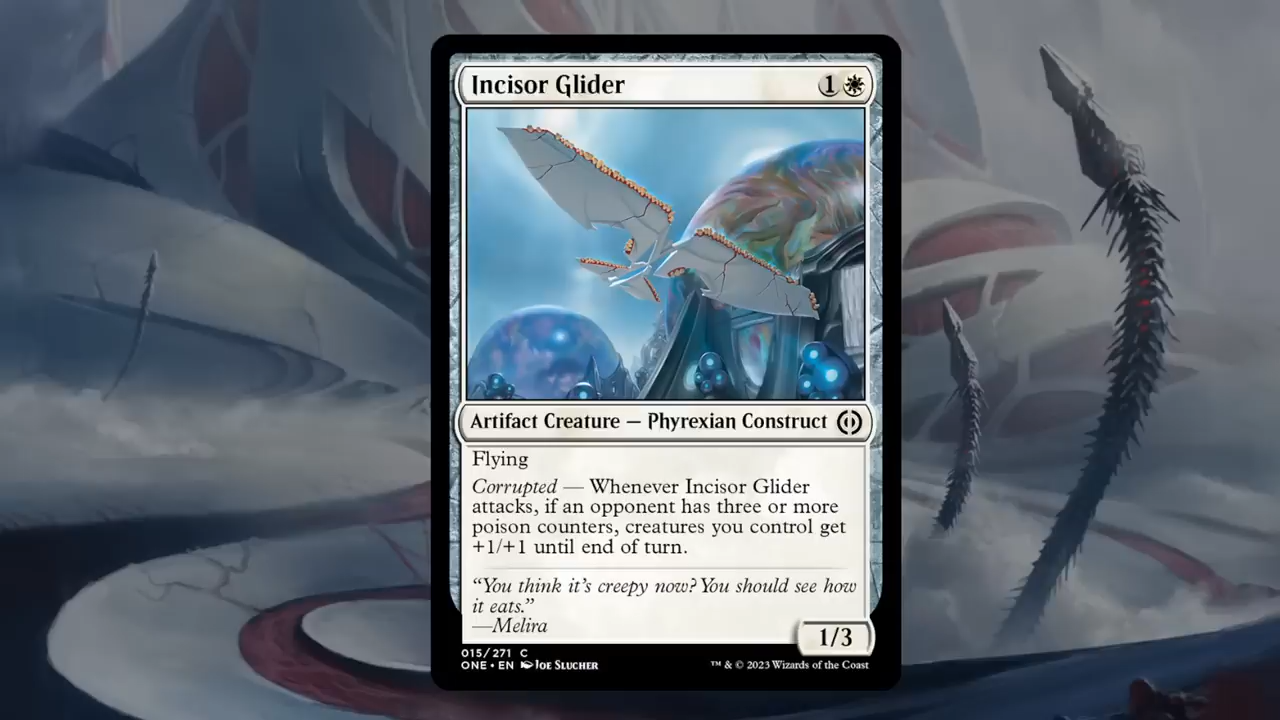 Incisor Glider 1
Artifact Creature — Phyrexian Construct
Flying
Corrupted — Whenever Incisor Glider
attacks, if an opponent has three or more
poison counters, creatures you control get
+1/+1 until end of turn.
“You think it’s creepy now? You should see how
it eats.”
—Melira
1/3
015/271 C
ONE • EN Joe Slucher
™ & © 2023 Wizards of the Coast